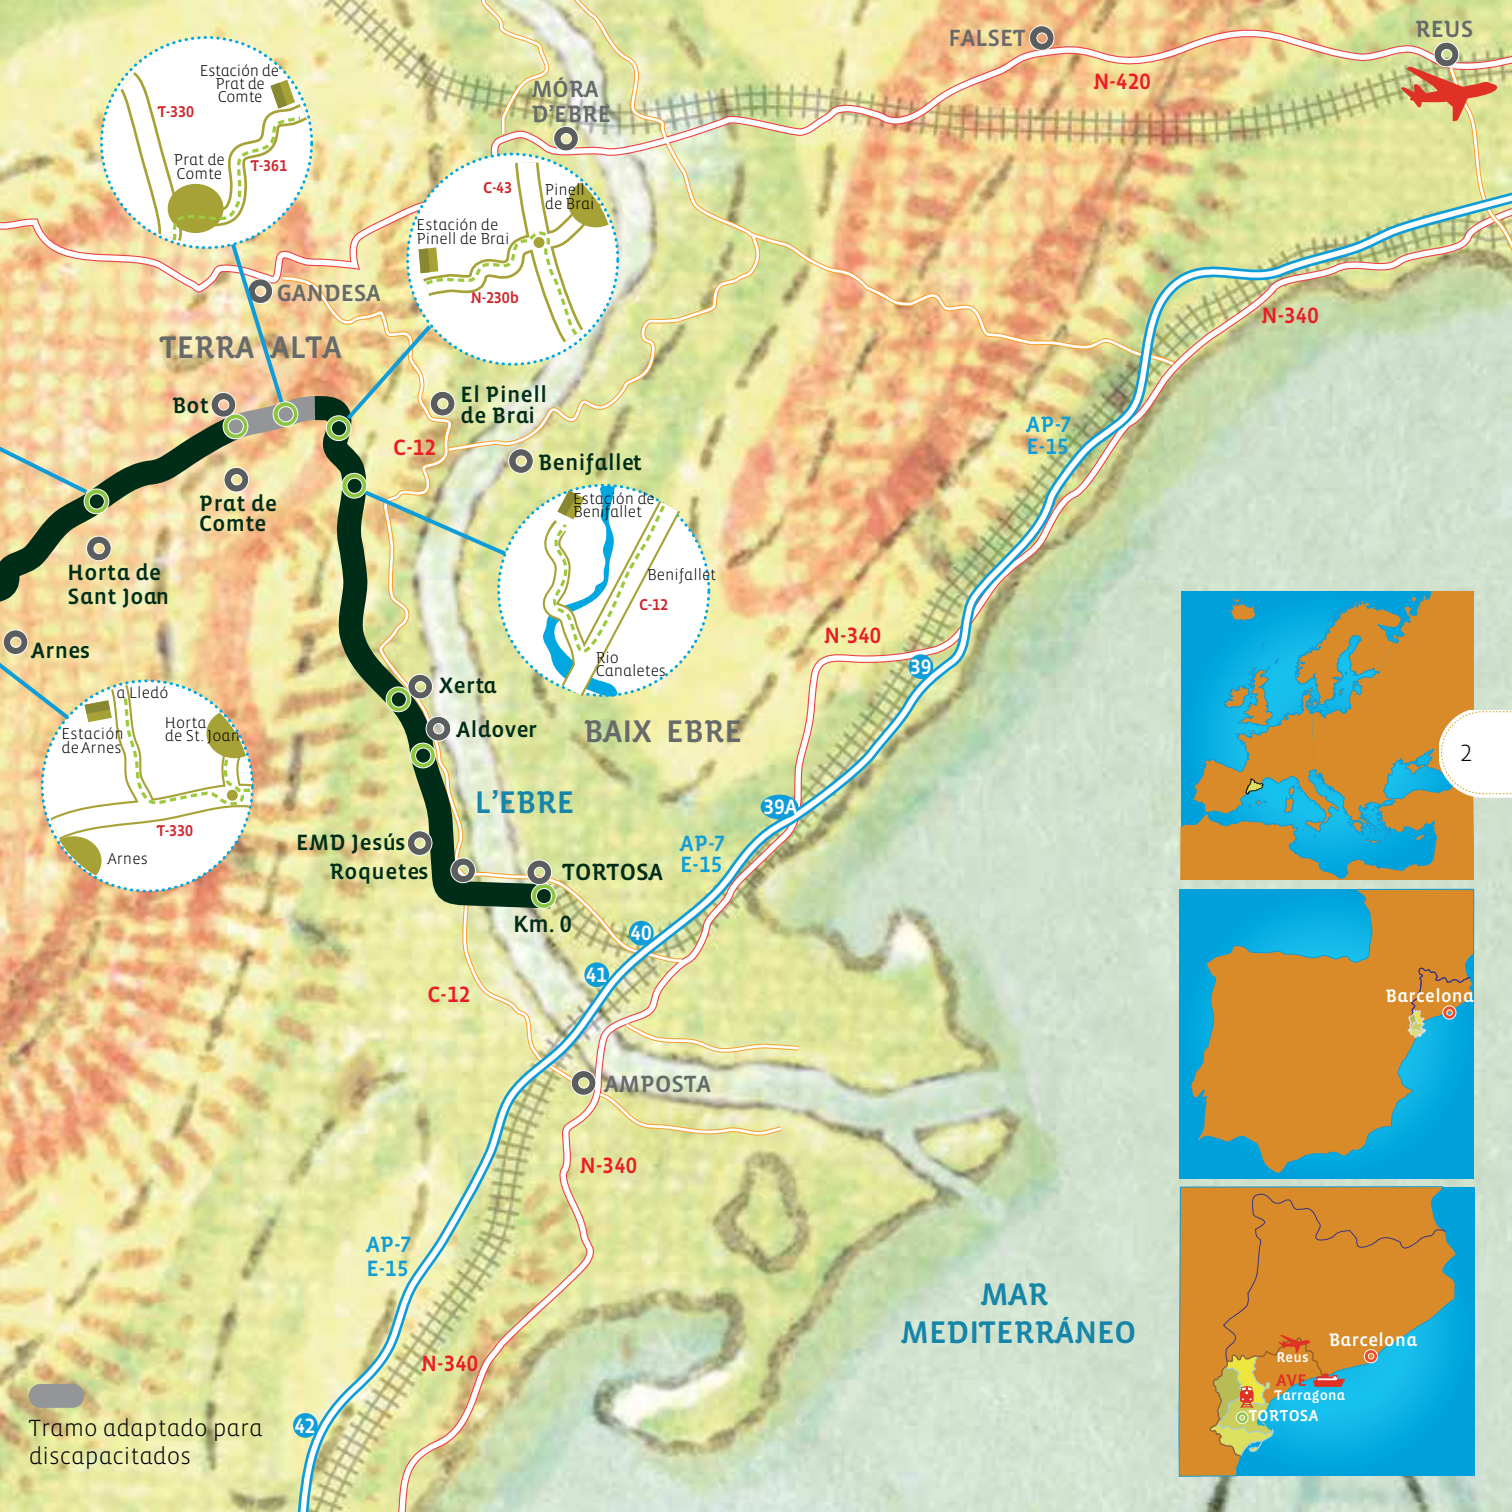 FALSET
REUS
N-420
MÓRA
D'EBRE
Estación de
Prat de
Comte
T-330
Prat de
Comte
T-361
C-43
Pinell
de Brai
Estación de
Pinell de Brai
N-230b
GANDESA
TERRA ALTA
N-340
Bot
El Pinell
de Brai
C-12
AP-7
E-15
Benifallet
Prat de
Comte
Estación de
Benifallet
Benifallet
C-12
Rio
Canaletes
Horta de
Sant Joan
Arnes
N-340
39
Xerta
Aldover
BAIX EBRE
a Lledó
Estación
de Arnes
Horta
de St. Joan
T-330
Arnes
2
L'EBRE
39A
AP-7
E-15
EMD Jesús
Roquetes
TORTOSA
Km. 0
40
41
C-12
AMPOSTA
N-340
AP-7
E-15
MAR
MEDITERRÁNEO
N-340
42
Tramo adaptado para
discapacitados
Barcelona
Barcelona
Reus
AVE
Tarragona
TORTOSA